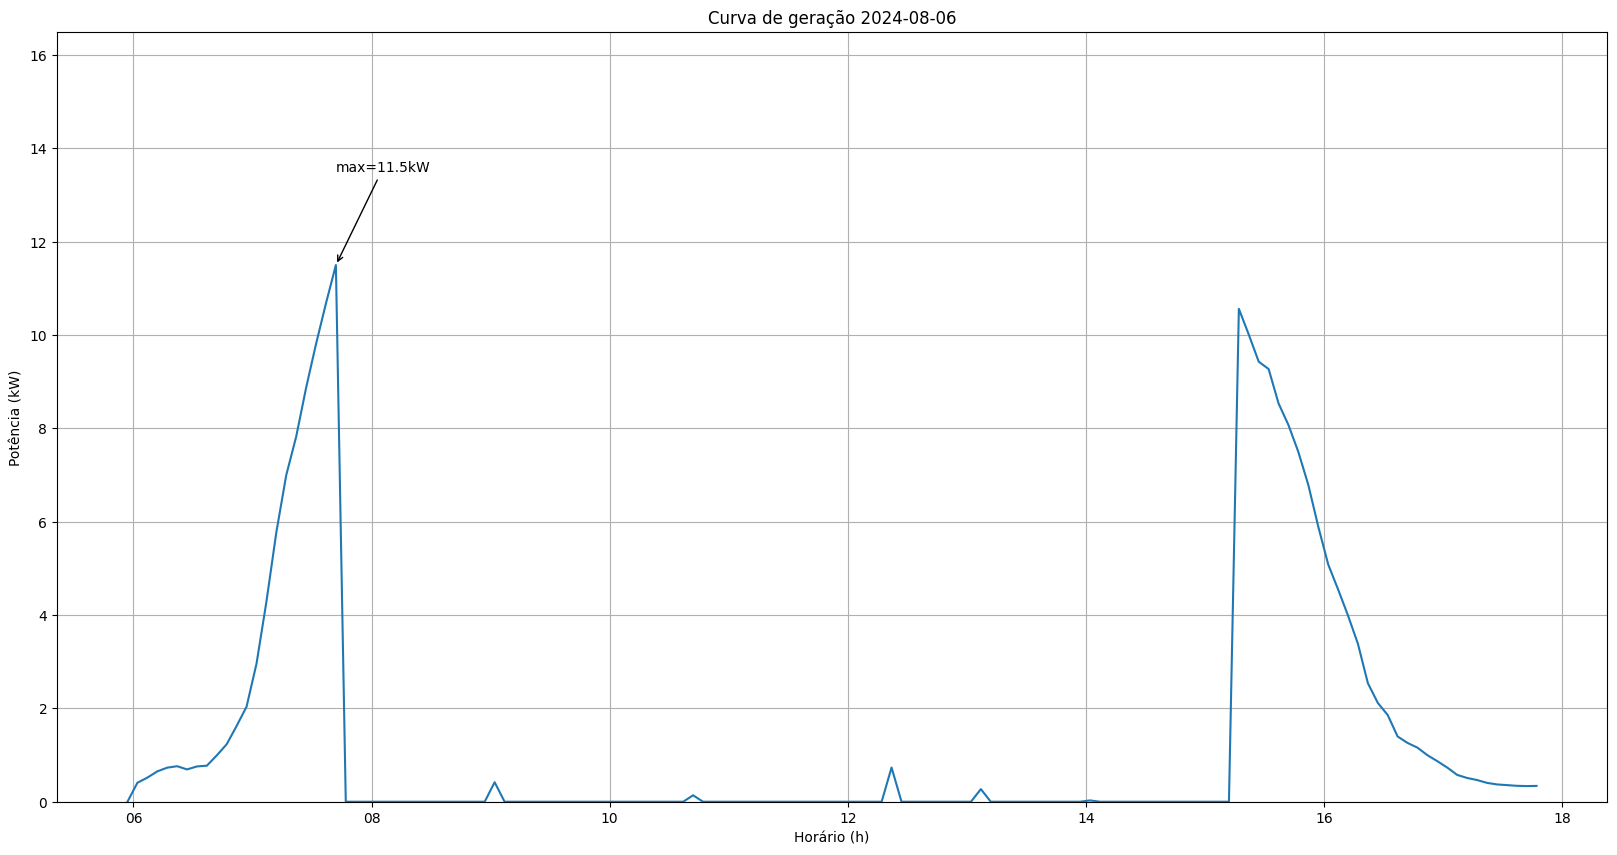 Curva de geração 2024-08-06
16
14
12
10
8
6
4
2
0
Potência (kW)
max=11.5kW
06 08 10 12 14 16 18
Horário (h)